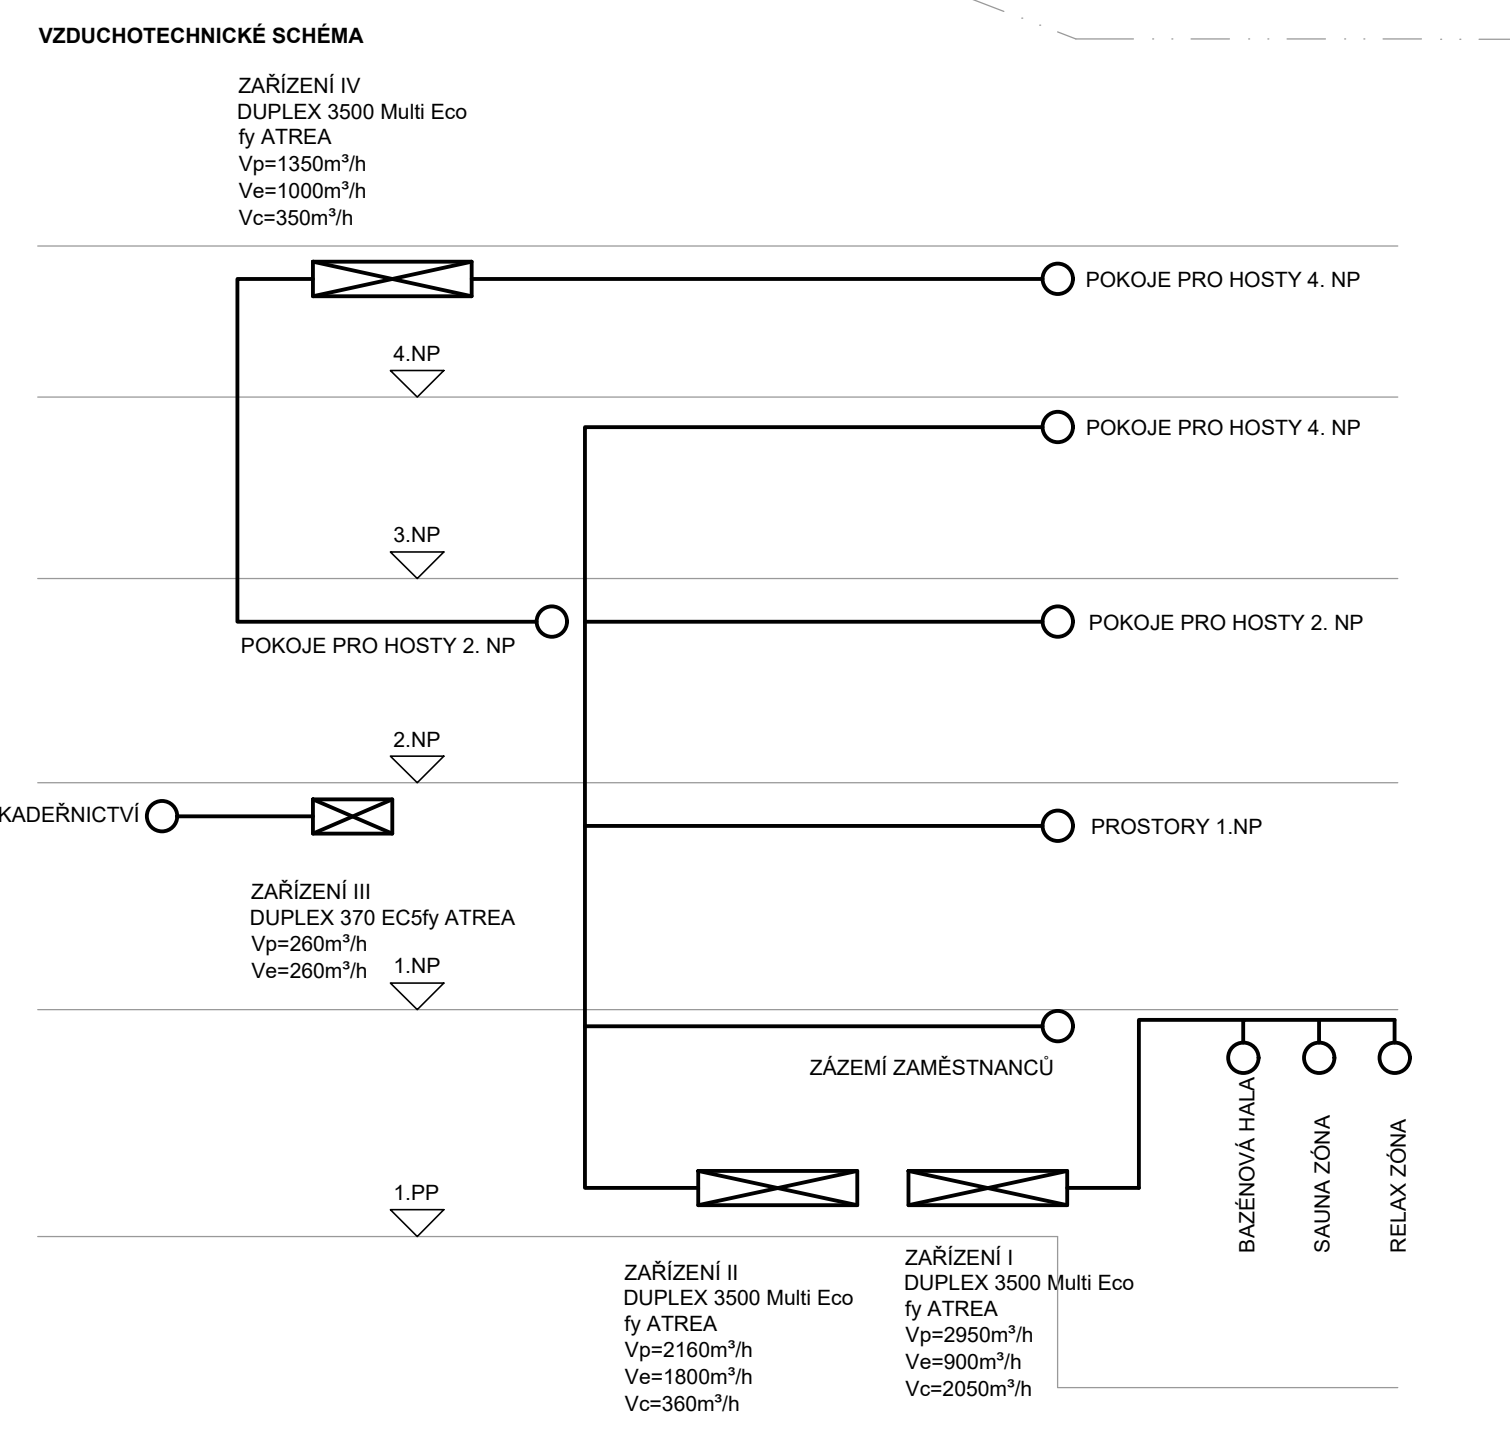 VZDUCHOTECHNICKÉ SCHÉMA
ZAŘÍZENÍ IV
DUPLEX 3500 Multi Eco
fy ATREA
Vp=1350m³/h
Ve=1000m³/h
Vc=350m³/h
POKOJE PRO HOSTY 4. NP
4.NP
POKOJE PRO HOSTY 4. NP
3.NP
POKOJE PRO HOSTY 2. NP
POKOJE PRO HOSTY 2. NP
2.NP
KADEŘNICTVÍ
PROSTORY 1.NP
ZAŘÍZENÍ III
DUPLEX 370 EC5fy ATREA
Vp=260m³/h
Ve=260m³/h
1.NP
ZÁZEMÍ ZAMĚSTNANCŮ
BAZÉNOVÁ HALA
SAUNA ZÓNA
RELAX ZÓNA
1.PP
ZAŘÍZENÍ II
DUPLEX 3500 Multi Eco
fy ATREA
Vp=2160m³/h
Ve=1800m³/h
Vc=360m³/h
ZAŘÍZENÍ I
DUPLEX 3500 Multi Eco
fy ATREA
Vp=2950m³/h
Ve=900m³/h
Vc=2050m³/h